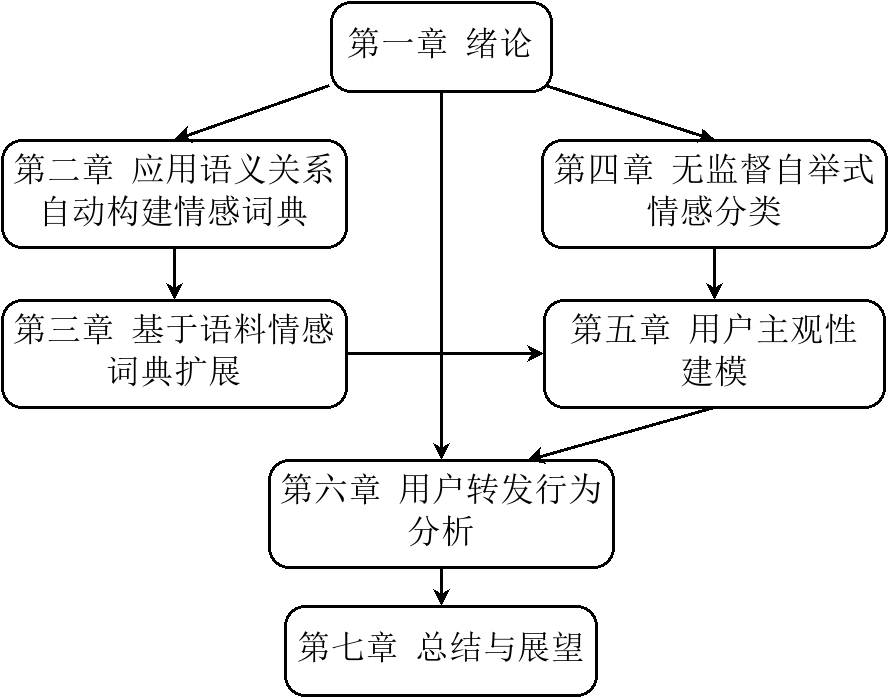 第一章 绪论
第二章 应用语义关系
自动构建情感词典
第四章 无监督自举式
情感分类
第三章 基于语料情感
词典扩展
第五章 用户主观性
建模
第六章 用户转发行为
分析
第七章 总结与展望